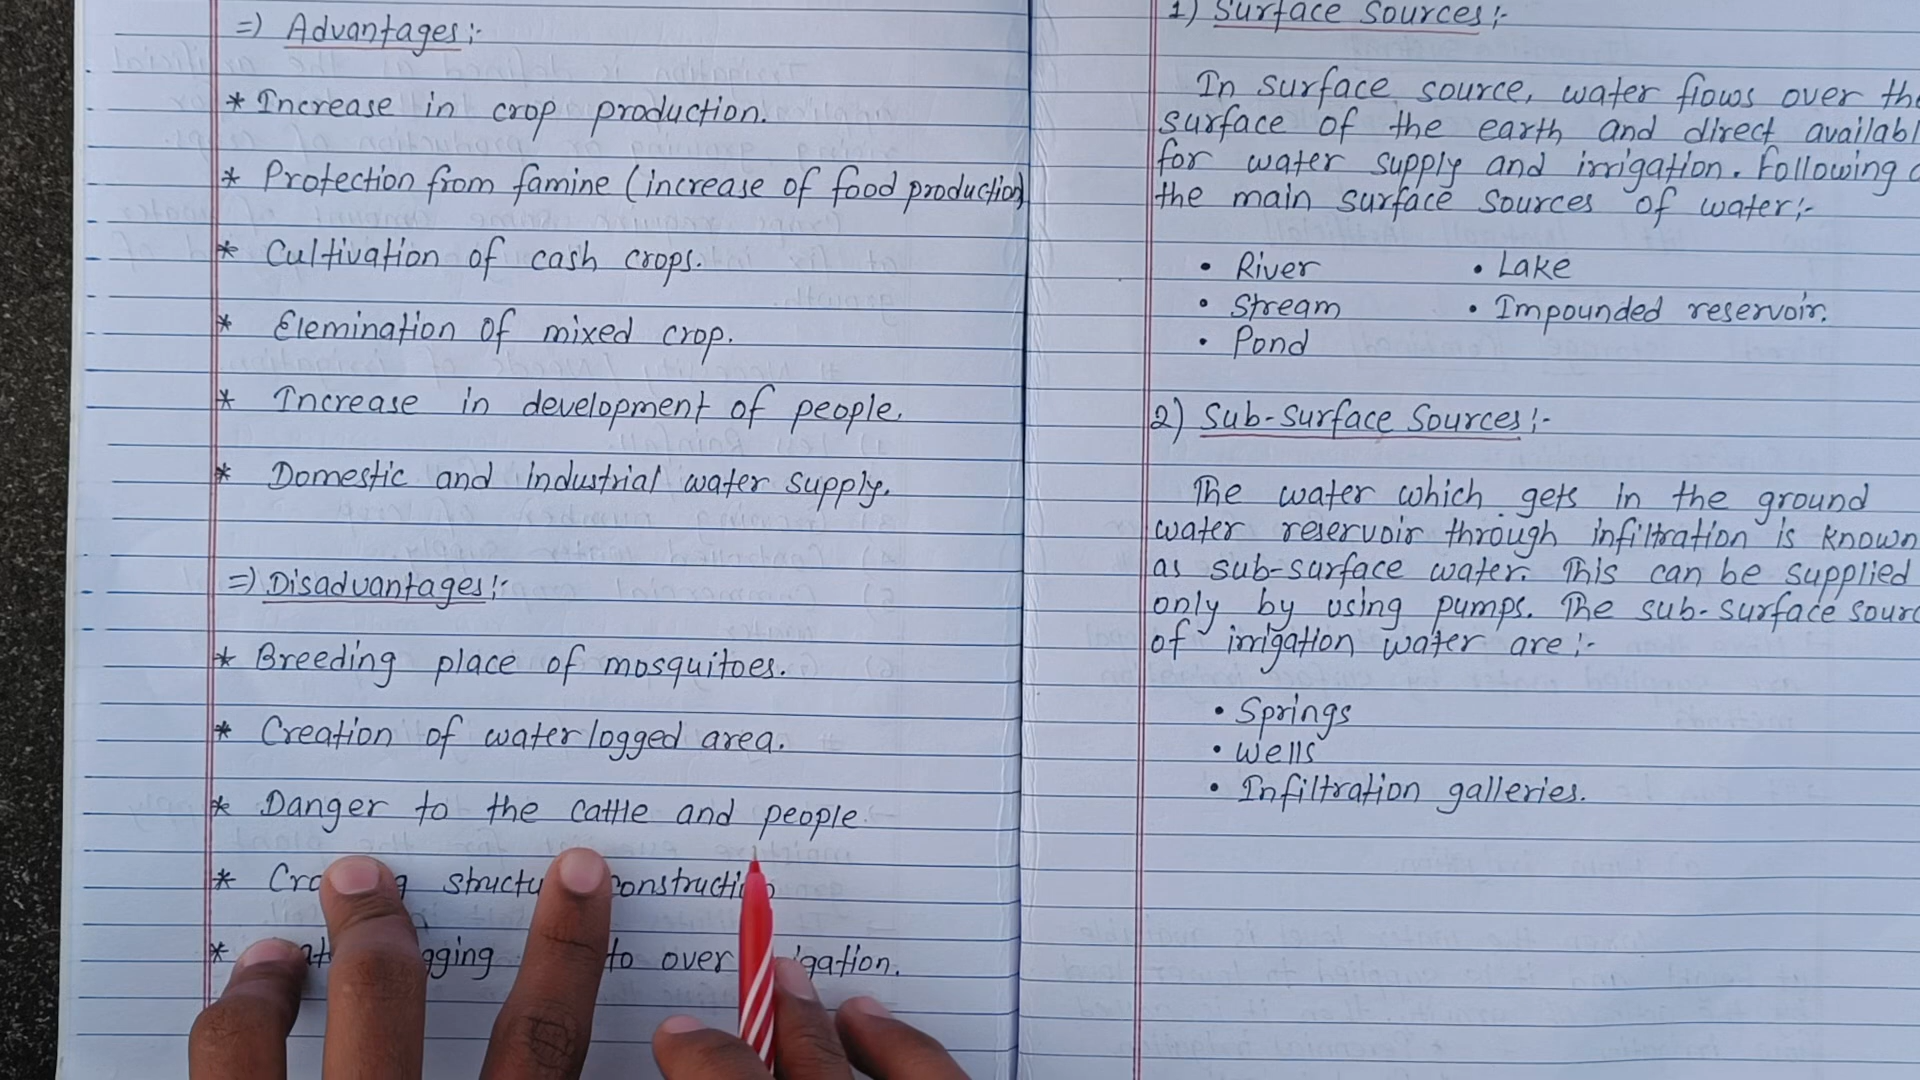 =) Advantages:-
* Increase in crop production.
* Protection from famine (increase of food production)
* Cultivation of cash crops.
* Elemination of mixed crop.
* Increase in development of people.
* Domestic and industrial water supply.
=) Disadvantages:-
* Breeding place of mosquitoes.
* Creation of waterlogged area.
* Danger to the cattle and people.
* construction
* to over
1) Surface Sources:-
In surface source, water flows over the
surface of the earth and direct
for water supply and irrigation. Following
the main surface sources of water:-
• River • Lake
• Stream • Impounded reservoir.
• Pond
2) Sub-surface Sources:-
The water which gets in the ground
water reservoir through infiltration is known
as sub-surface water. This can be supplied
only by using pumps. The sub-surface
of irrigation water are:-
• Springs
• Wells
• Infiltration galleries.